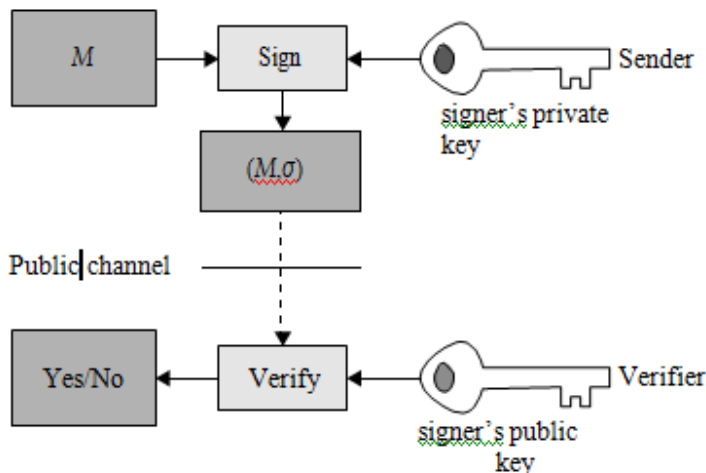 M
Sign
Sender
signer's private
key
(M,σ)
Public channel
Yes/No
Verify
Verifier
signer's public
key